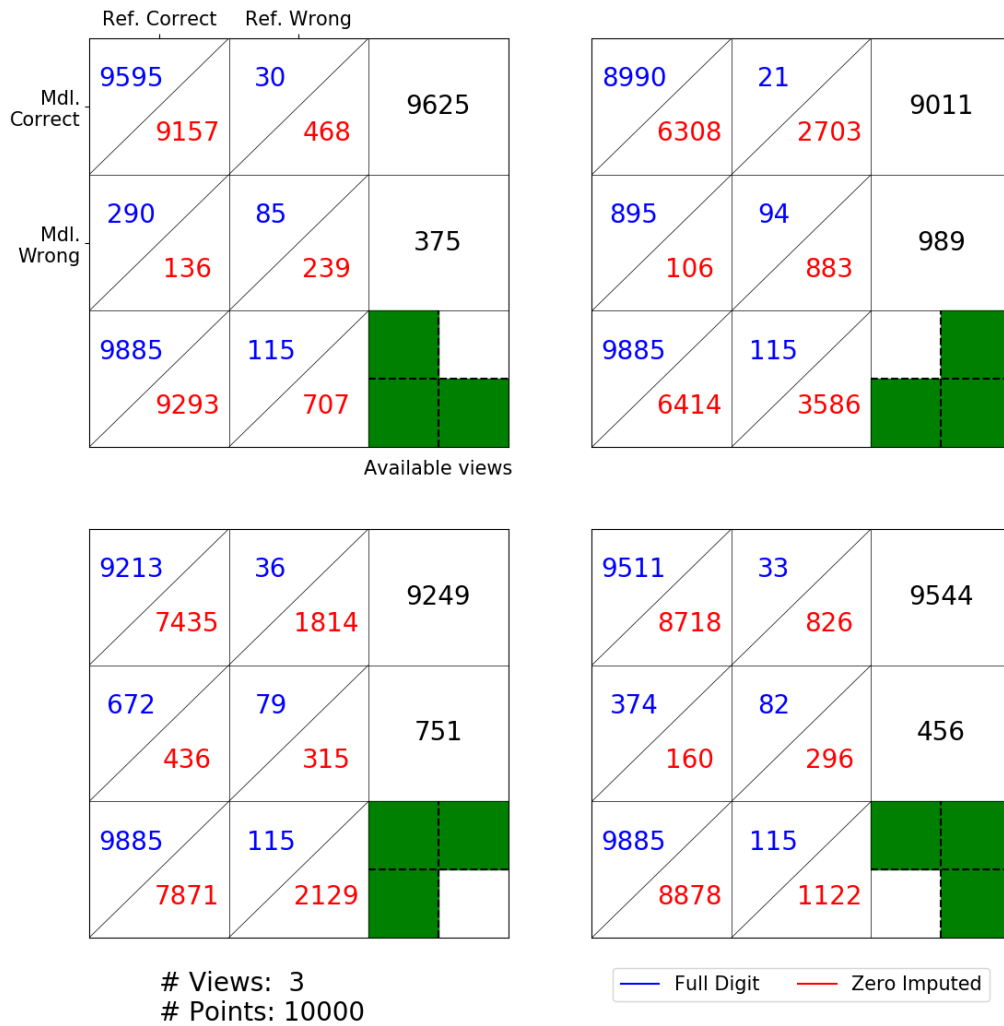 Ref. Correct Ref. Wrong
Mdl.
Correct
9595 30 9625
9157 468
Mdl.
Wrong
290 85 375
136 239
9885 115
9293 707
Available views
8990 21 9011
6308 2703
895 94 989
106 883
9885 115
6414 3586
9213 36 9249
7435 1814
672 79 751
436 315
9885 115
7871 2129
9511 33 9544
8718 826
374 82 456
160 296
9885 115
8878 1122
# Views: 3
# Points: 10000
Full Digit Zero Imputed